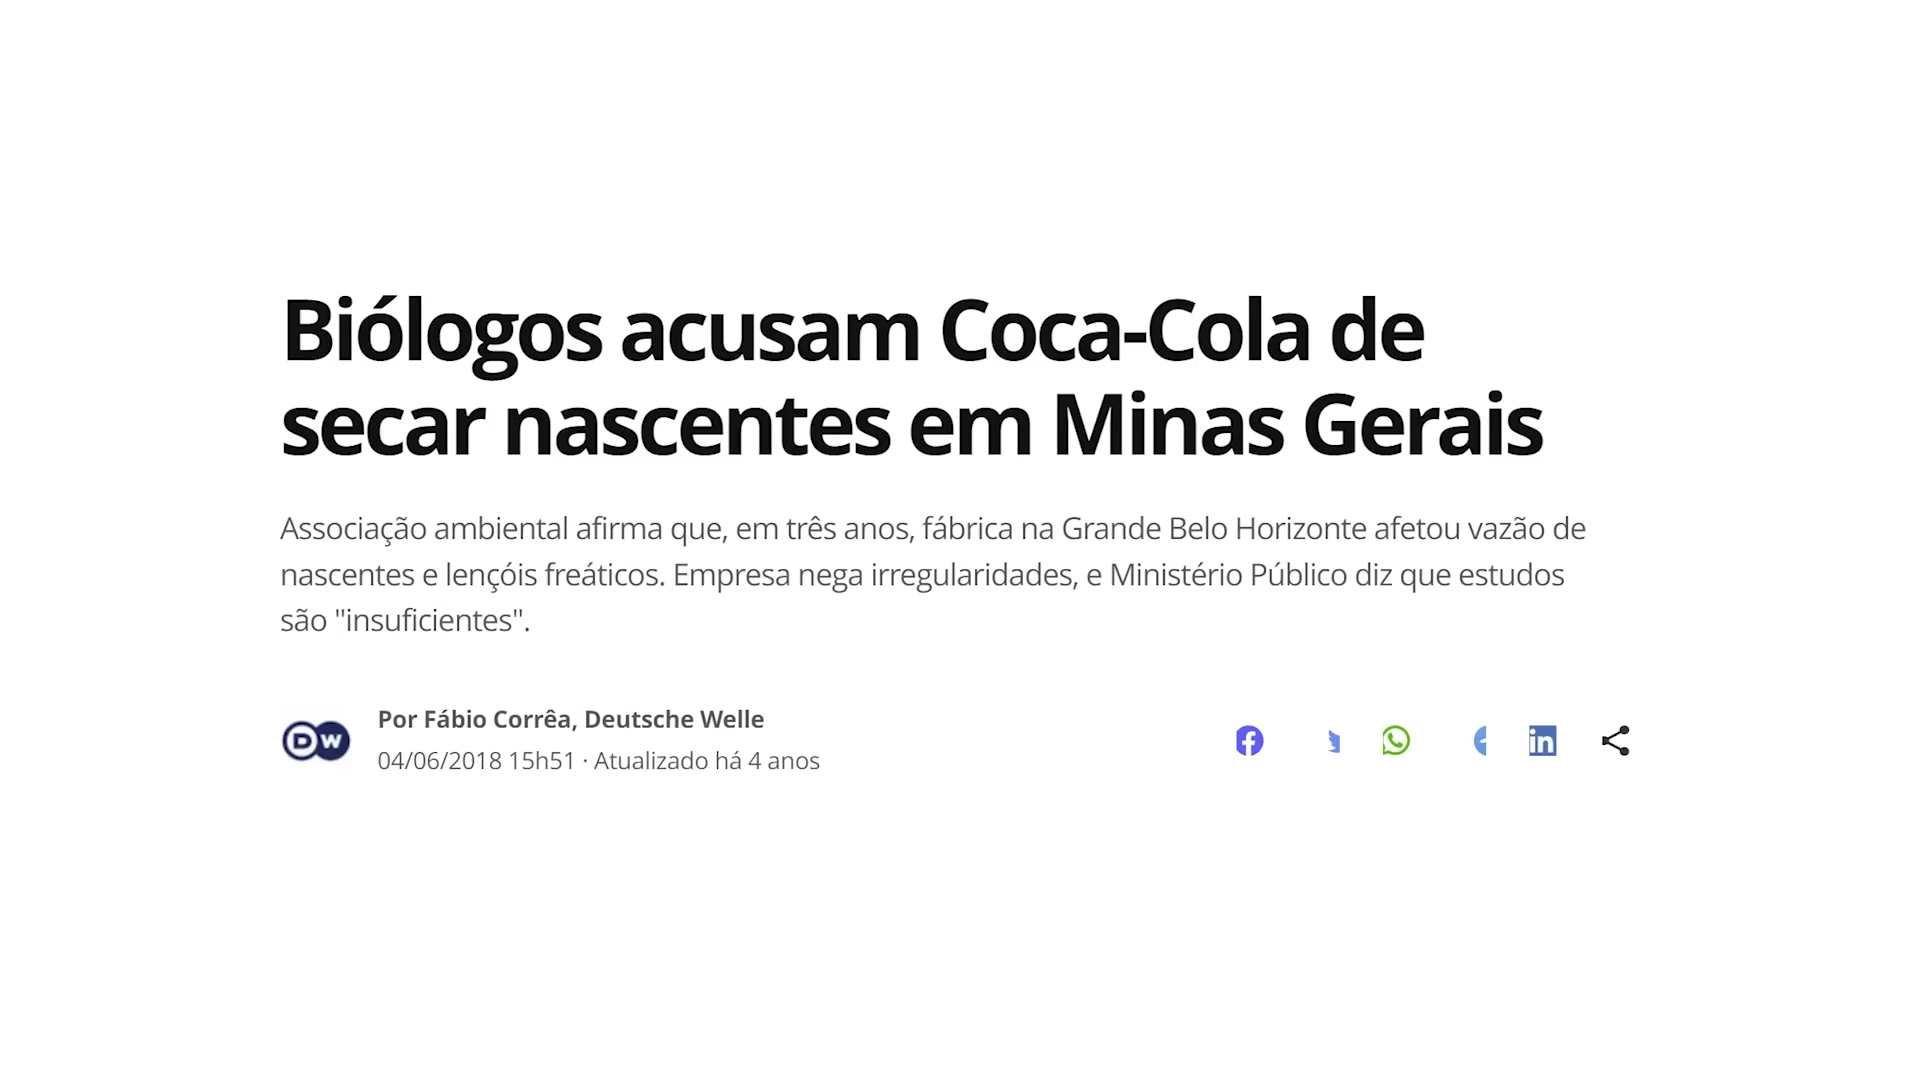 Biólogos acusam Coca-Cola de
secar nascentes em Minas Gerais
Associação ambiental afirma que, em três anos, fábrica na Grande Belo Horizonte afetou vazão de
nascentes e lençóis freáticos. Empresa nega irregularidades, e Ministério Público diz que estudos
são "insuficientes".
DW
Por Fábio Corrêa, Deutsche Welle
04/06/2018 15h51 · Atualizado há 4 anos